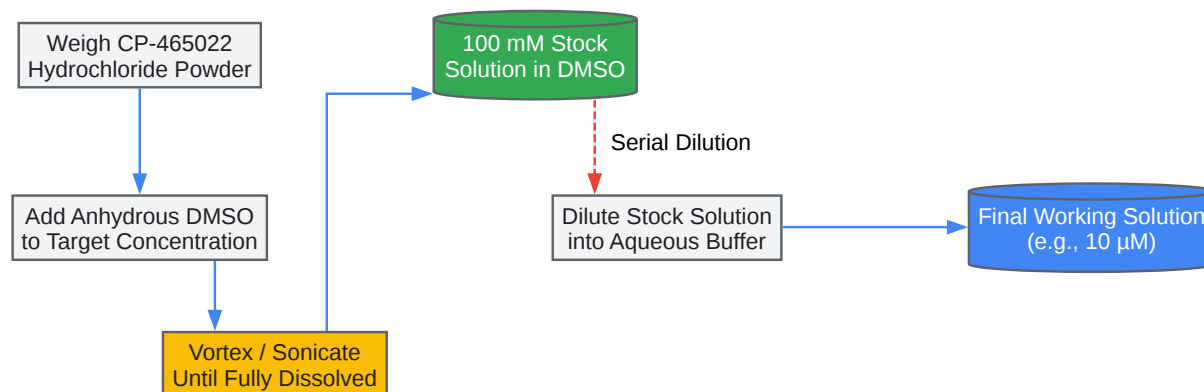 Weigh CP-465022
Hydrochloride Powder
100 mM Stock
Solution in DMSO
Serial Dilution
Add Anhydrous DMSO
to Target Concentration
Dilute Stock Solution
into Aqueous Buffer
Final Working Solution
(e.g., 10 µM)
Vortex / Sonicate
Until Fully Dissolved